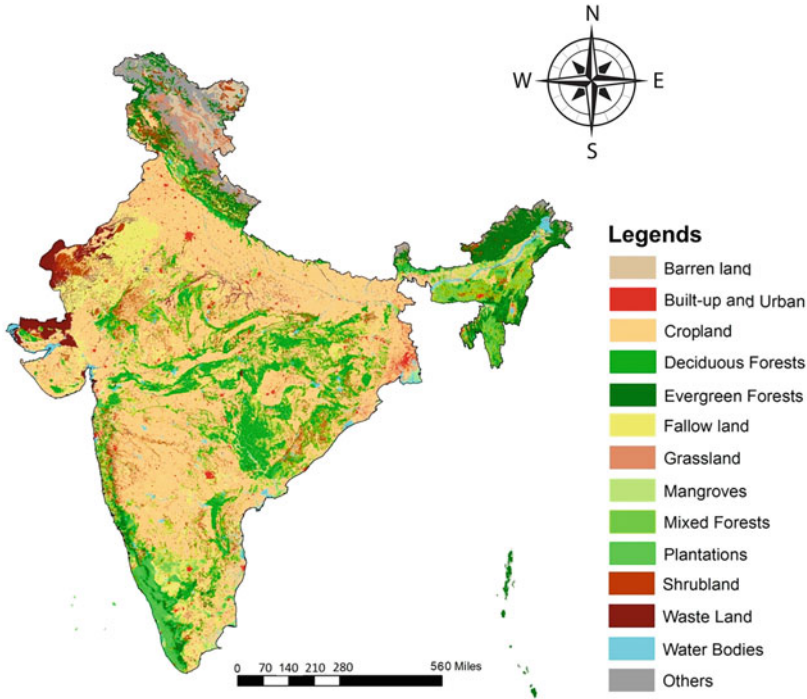 N
W E
S
Legends
Barren land
Built-up and Urban
Cropland
Deciduous Forests
Evergreen Forests
Fallow land
Grassland
Mangroves
Mixed Forests
Plantations
Shrubland
Waste Land
Water Bodies
Others
0 70 140 210 280 560 Miles